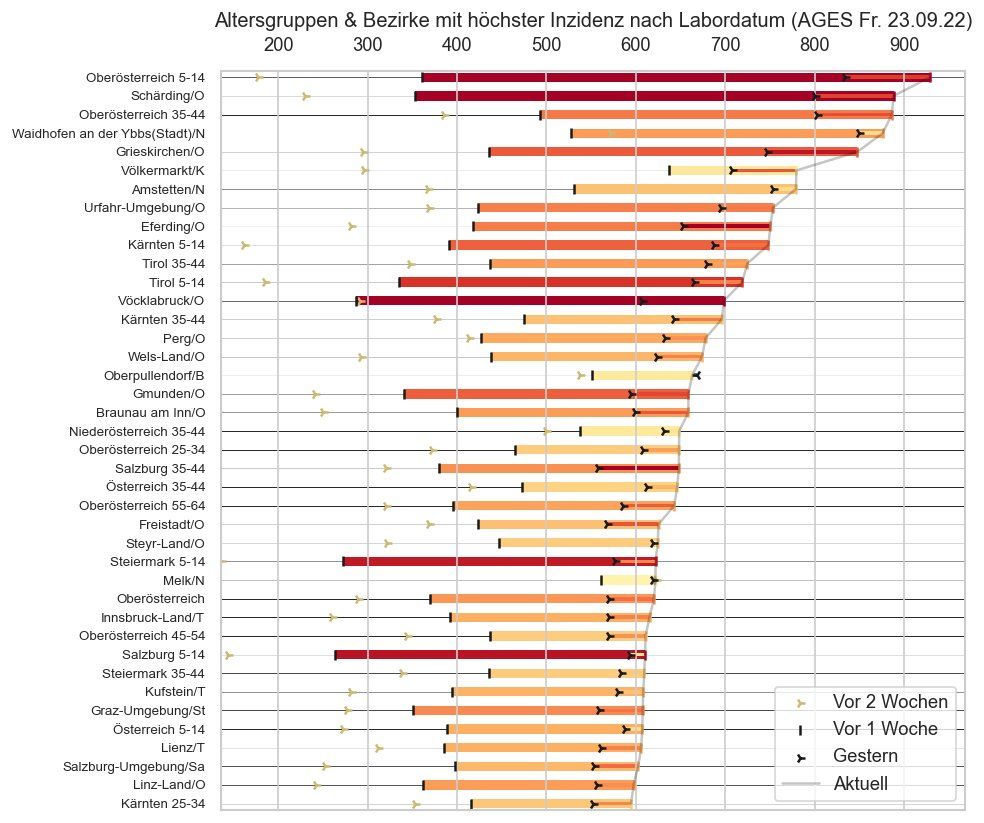 Altersgruppen & Bezirke mit höchster Inzidenz nach Labordatum (AGES Fr. 23.09.22)
200 300 400 500 600 700 800 900
Oberösterreich 5-14
Schärding/O
Oberösterreich 35-44
Waidhofen an der Ybbs(Stadt)/N
Grieskirchen/O
Völkermarkt/K
Amstetten/N
Urfahr-Umgebung/O
Eferding/O
Kärnten 5-14
Tirol 35-44
Tirol 5-14
Vöcklabruck/O
Kärnten 35-44
Perg/O
Wels-Land/O
Oberpullendorf/B
Gmunden/O
Braunau am Inn/O
Niederösterreich 35-44
Oberösterreich 25-34
Salzburg 35-44
Österreich 35-44
Oberösterreich 55-64
Freistadt/O
Steyr-Land/O
Steiermark 5-14
Melk/N
Oberösterreich
Innsbruck-Land/T
Oberösterreich 45-54
Salzburg 5-14
Steiermark 35-44
Kufstein/T
Graz-Umgebung/St
Österreich 5-14
Lienz/T
Salzburg-Umgebung/Sa
Linz-Land/O
Kärnten 25-34
Vor 2 Wochen
Vor 1 Woche
Gestern
Aktuell